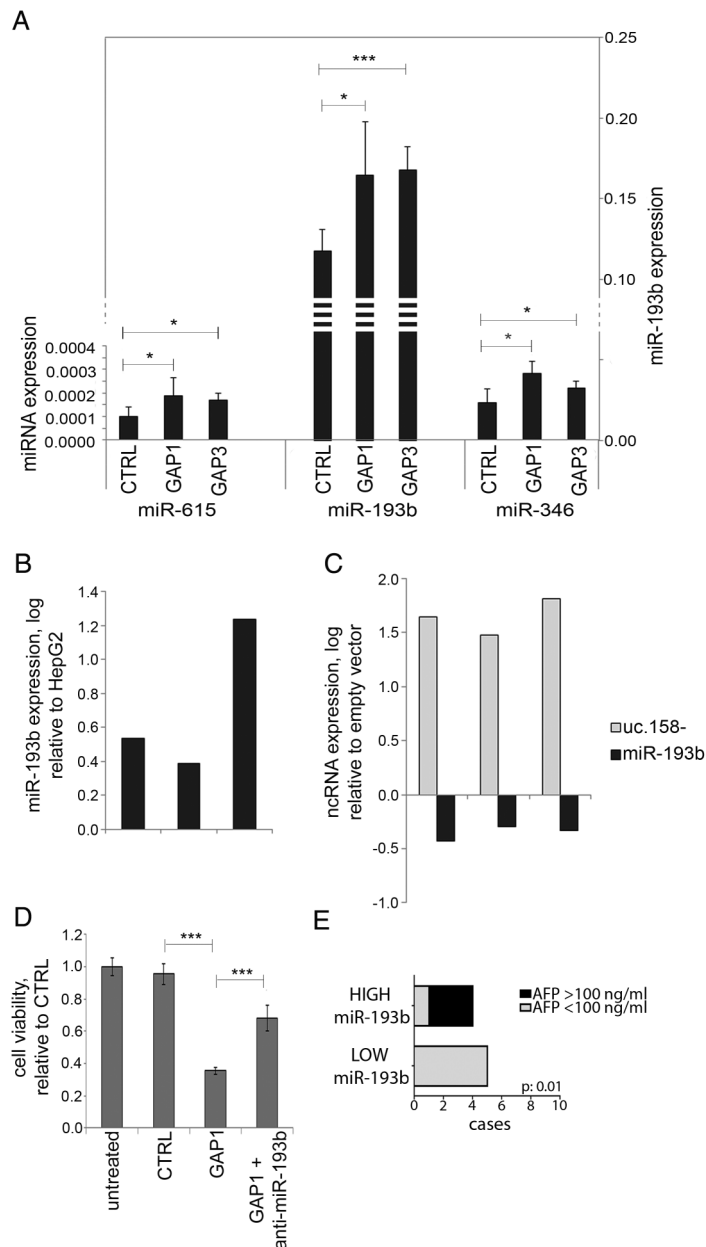 A
0.25
***
*
0.20
0.15
0.10
miR-193b expression
*
*
*
*
miRNA expression
0.0004
0.0003
0.0002
0.0001
0.0000
0.00
CTRL
GAP1
GAP3
CTRL
GAP1
GAP3
CTRL
GAP1
GAP3
miR-615
miR-193b
miR-346
B
miR-193b expression, log
relative to HepG2
1.4
1.2
1.0
0.8
0.6
0.4
0.2
0.0
C
ncRNA expression, log
relative to empty vector
2.0
1.5
1.0
0.5
0.0
-0.5
-1.0
uc.158-
miR-193b
D
cell viability,
relative to CTRL
1.2
1.0
0.8
0.6
0.4
0.2
0.0
***
***
untreated
CTRL
GAP1
GAP1 +
anti-miR-193b
E
HIGH
miR-193b
LOW
miR-193b
AFP >100 ng/ml
AFP <100 ng/ml
p: 0.01
0 2 4 6 8 10
cases